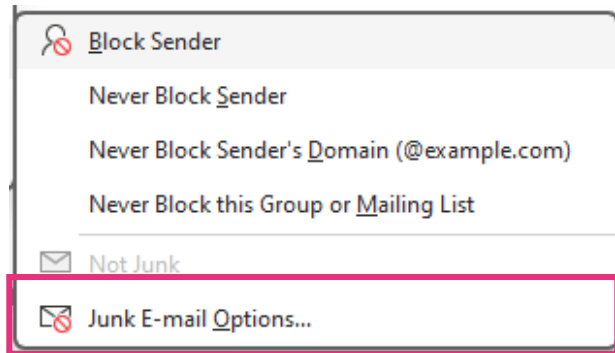 Block Sender
Never Block Sender
Never Block Sender's Domain (@example.com)
Never Block this Group or Mailing List
Not Junk
Junk E-mail Options...